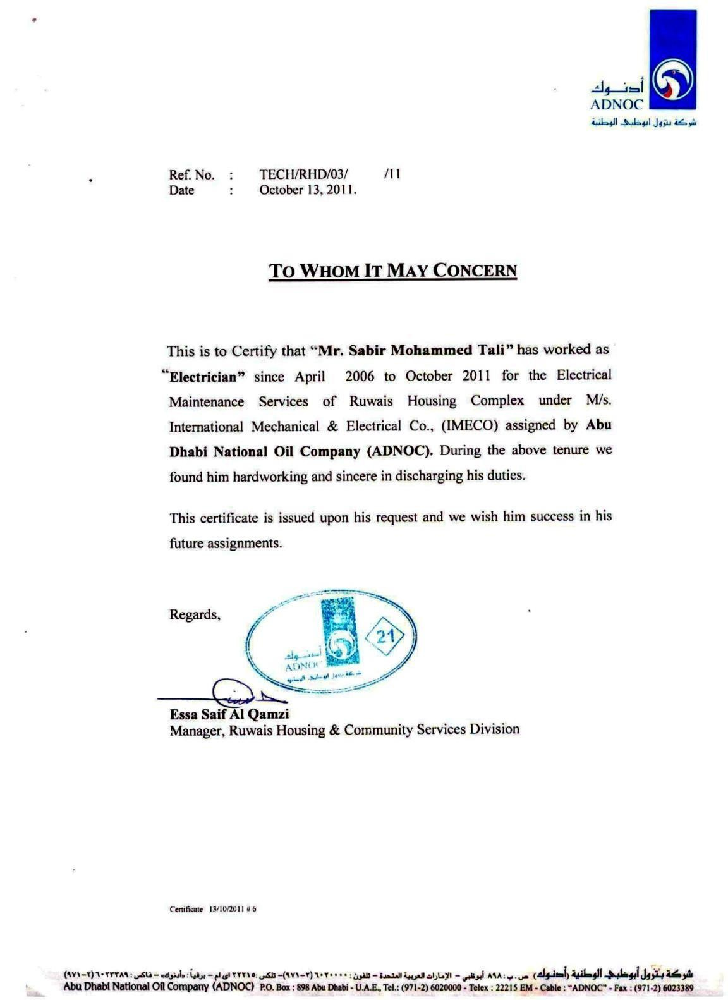 أدنوك
ADNOC
شركة بترول ابوظبي الوطنية
Ref. No. : TECH/RHD/03/ /11
Date : October 13, 2011.
TO WHOM IT MAY CONCERN
This is to Certify that “Mr. Sabir Mohammed Tali” has worked as
“Electrician” since April 2006 to October 2011 for the Electrical
Maintenance Services of Ruwais Housing Complex under M/s.
International Mechanical & Electrical Co., (IMECO) assigned by Abu
Dhabi National Oil Company (ADNOC). During the above tenure we
found him hardworking and sincere in discharging his duties.
This certificate is issued upon his request and we wish him success in his
future assignments.
Regards,
21
أدنوك
ADNOC
شركة بترول ابوظبي الوطنية
Essa Saif Al Qamzi
Manager, Ruwais Housing & Community Services Division
Certificate 13/10/2011 # 6
شركة بترول أبوظبي الوطنية (أدنوك) ص.ب: ٨٩٨ أبوظبي – الإمارات العربية المتحدة – تلفون: ٦٠٢٠٠٠٠ (٢-٩٧١) – تلكس: ٢٢٢١٥ اى ام – برقياً: «أدنوك» – فاكس: ٦٠٢٣٣٨٩ (٢-٩٧١)
Abu Dhabi National Oil Company (ADNOC) P.O. Box : 898 Abu Dhabi - U.A.E., Tel.: (971-2) 6020000 - Telex : 22215 EM - Cable : "ADNOC" - Fax : (971-2) 6023389